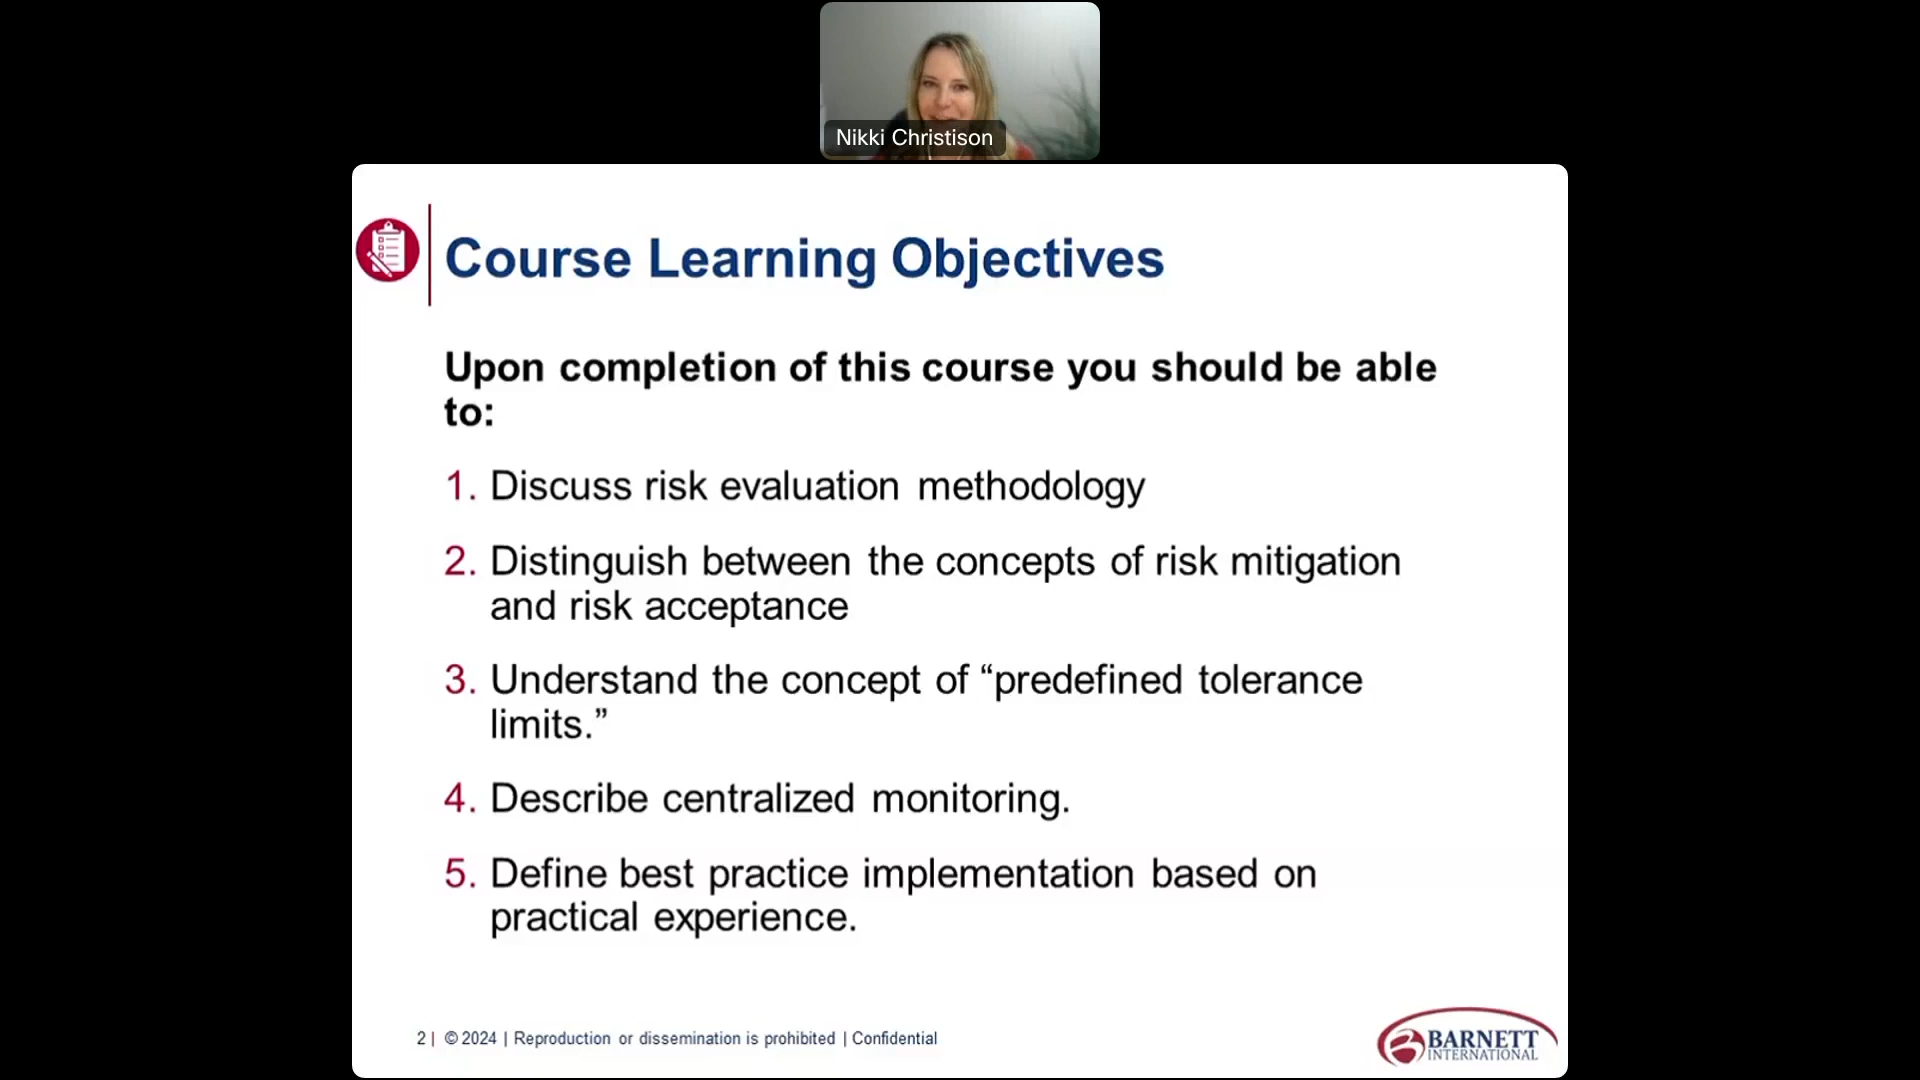 Nikki Christison
Course Learning Objectives
Upon completion of this course you should be able
to:
1. Discuss risk evaluation methodology
2. Distinguish between the concepts of risk mitigation
and risk acceptance
3. Understand the concept of “predefined tolerance
limits.”
4. Describe centralized monitoring.
5. Define best practice implementation based on
practical experience.
2 | © 2024 | Reproduction or dissemination is prohibited | Confidential
BARNETT
INTERNATIONAL